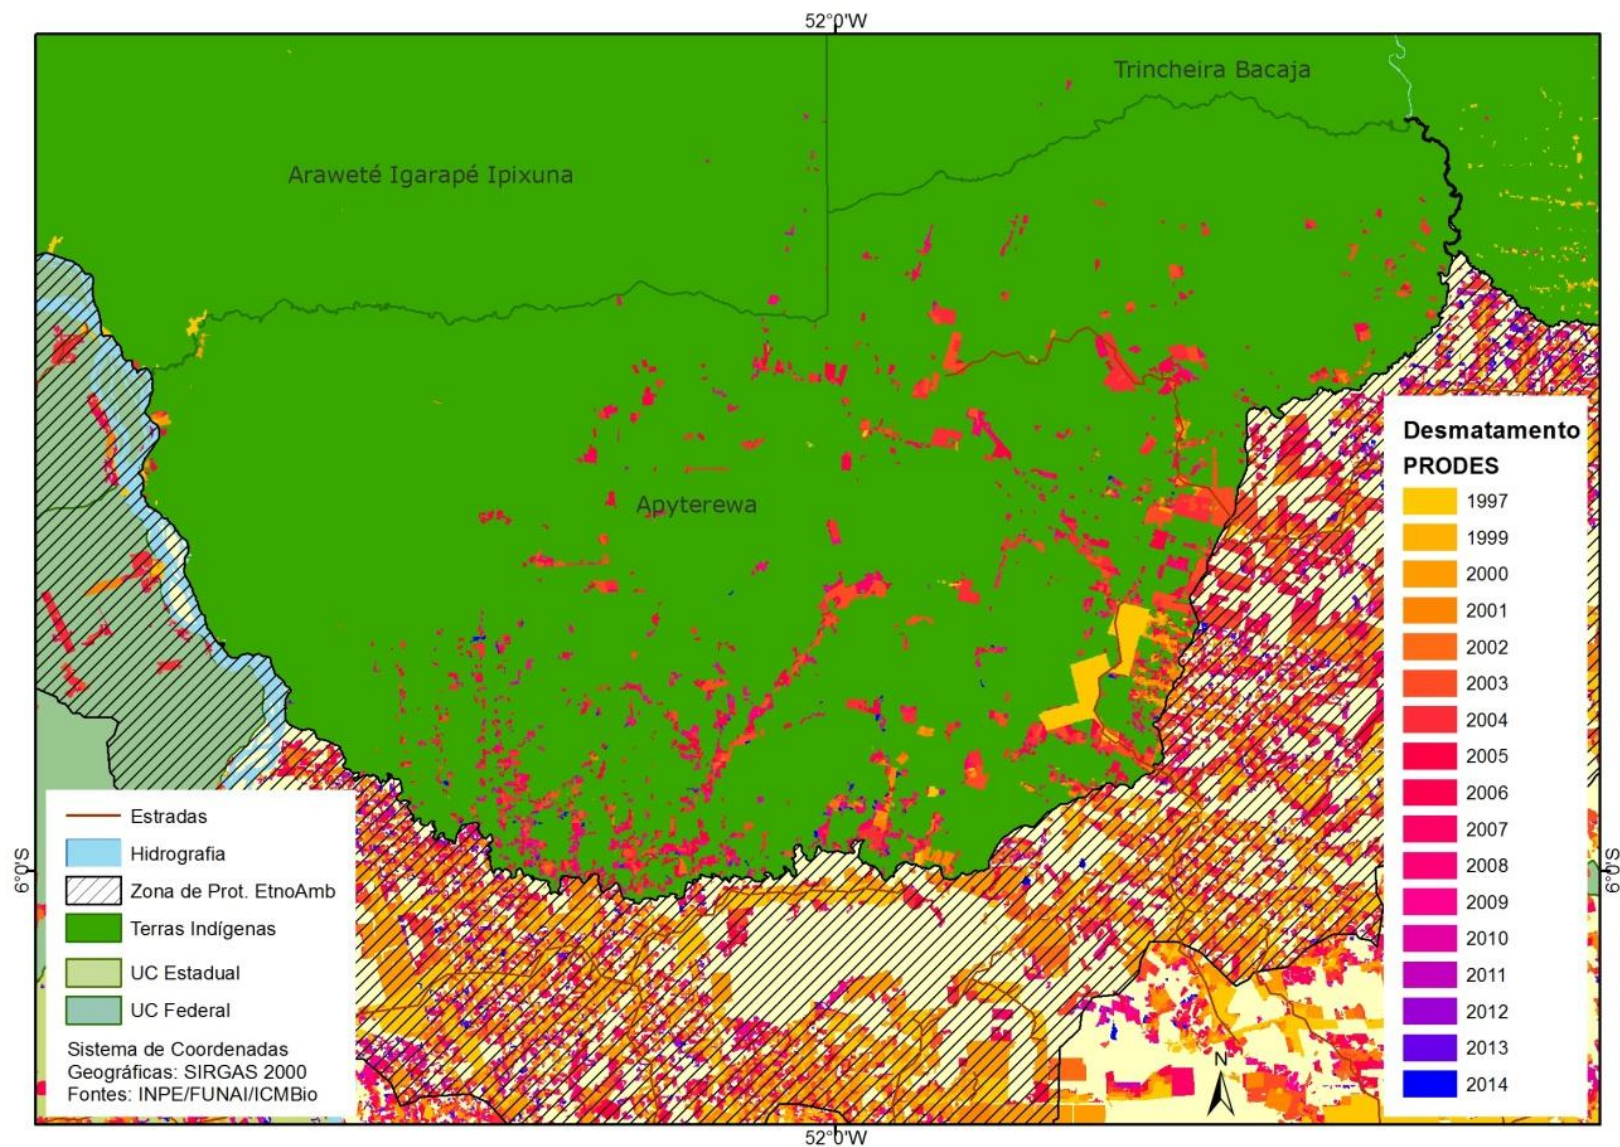 52°0'W
Trincheira Bacaja
Araweté Igarapé Ipixuna
Apyterewa
Desmatamento
PRODES
1997
1999
2000
2001
2002
2003
2004
2005
2006
2007
2008
2009
2010
2011
2012
2013
2014
6°0'S
6°0'S
Estradas
Hidrografia
Zona de Prot. EtnoAmb
Terras Indígenas
UC Estadual
UC Federal
Sistema de Coordenadas
Geográficas: SIRGAS 2000
Fontes: INPE/FUNAI/ICMBio
N
52°0'W